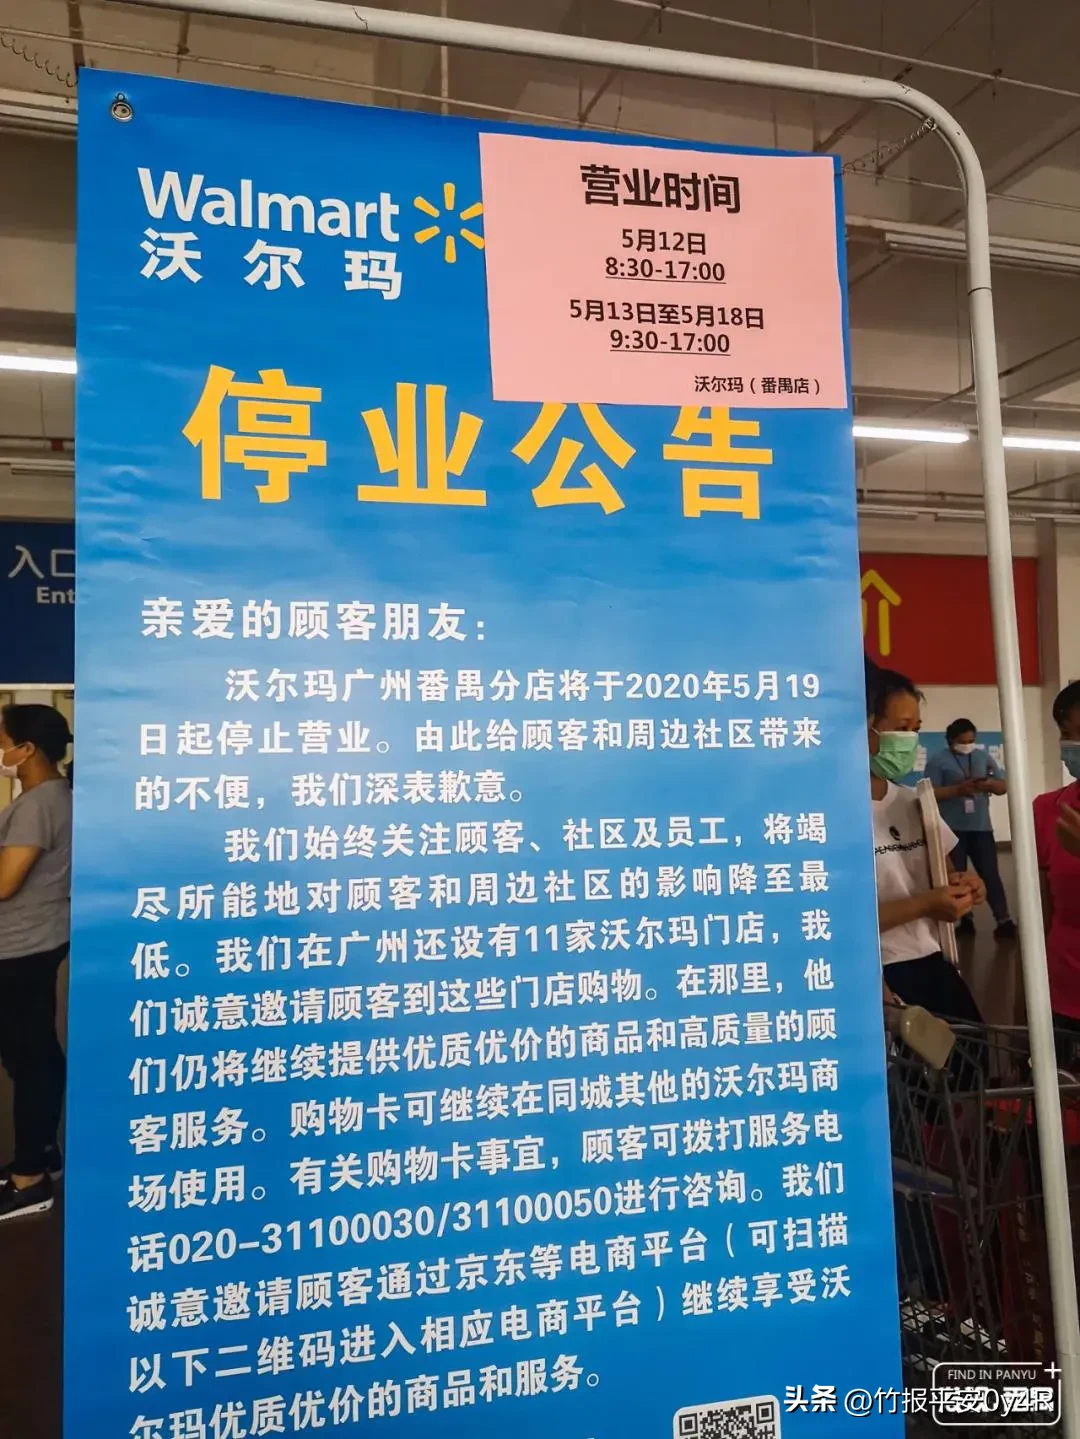 Walmart
沃尔玛
营业时间
5月12日
8:30-17:00
5月13日至5月18日
9:30-17:00
沃尔玛（番禺店）
停业公告
入口
Ent
价
亲爱的顾客朋友：
沃尔玛广州番禺分店将于2020年5月19
日起停止营业。由此给顾客和周边社区带来
的不便，我们深表歉意。
我们始终关注顾客、社区及员工，将竭
尽所能地对顾客和周边社区的影响降至最
低。我们在广州还设有11家沃尔玛门店，我
们诚意邀请顾客到这些门店购物。在那里，他
们仍将继续提供优质优价的商品和高质量的顾
客服务。购物卡可继续在同城其他的沃尔玛商
场使用。有关购物卡事宜，顾客可拨打服务电
话020-31100030/31100050进行咨询。我们
诚意邀请顾客通过京东等电商平台（可扫描
以下二维码进入相应电商平台）继续享受沃
尔玛优质优价的商品和服务。
FIND IN PANYU
头条 @竹报平安0y4R